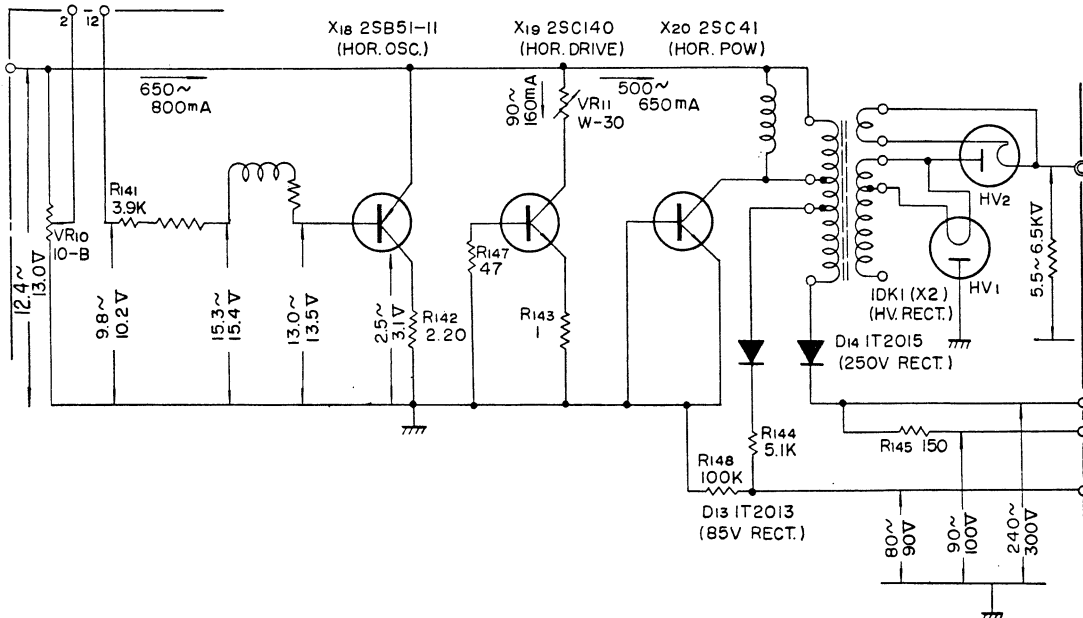 2
12
X18 2SB51-11
(HOR. OSC.)
X19 2SC140
(HOR. DRIVE)
X20 2SC41
(HOR. POW)
650~
800mA
90~
160mA
VR11
W-30
500~
650mA
R141
3.9K
VR10
10-B
12.4~
13.0V
9.8~
10.2V
15.3~
15.4V
13.0~
13.5V
2.5~
3.1V
R142
2.20
R147
47
R143
1
HV2
HV1
1DK1 (X2)
(HV. RECT.)
5.5~6.5KV
D14 1T2015
(250V RECT.)
R144
5.1K
R145 150
R148
100K
D13 1T2013
(85V RECT.)
80~
90V
90~
100V
240~
300V